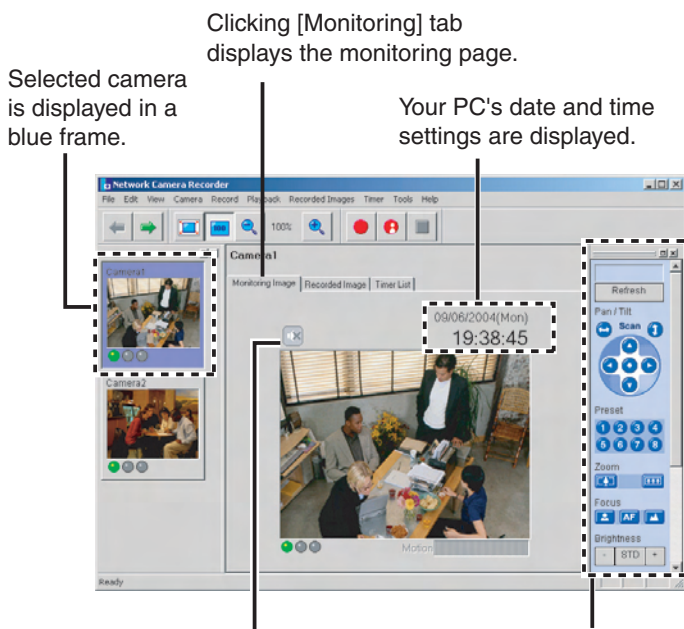 Clicking [Monitoring] tab
displays the monitoring page.
Selected camera
is displayed in a
blue frame.
Your PC's date and time
settings are displayed.
Network Camera Recorder
File Edit View Camera Record Playback Recorded Images Timer Tools Help
100 100%
Camera1
Camera1
Monitoring Image Recorded Image Timer List
09/06/2004(Mon)
19:38:45
Camera2
Motion
Refresh
Pan/Tilt
Scan
Preset
1 2 3 4
5 6 7 8
Zoom
Focus
AF
Brightness
- STD +
Ready